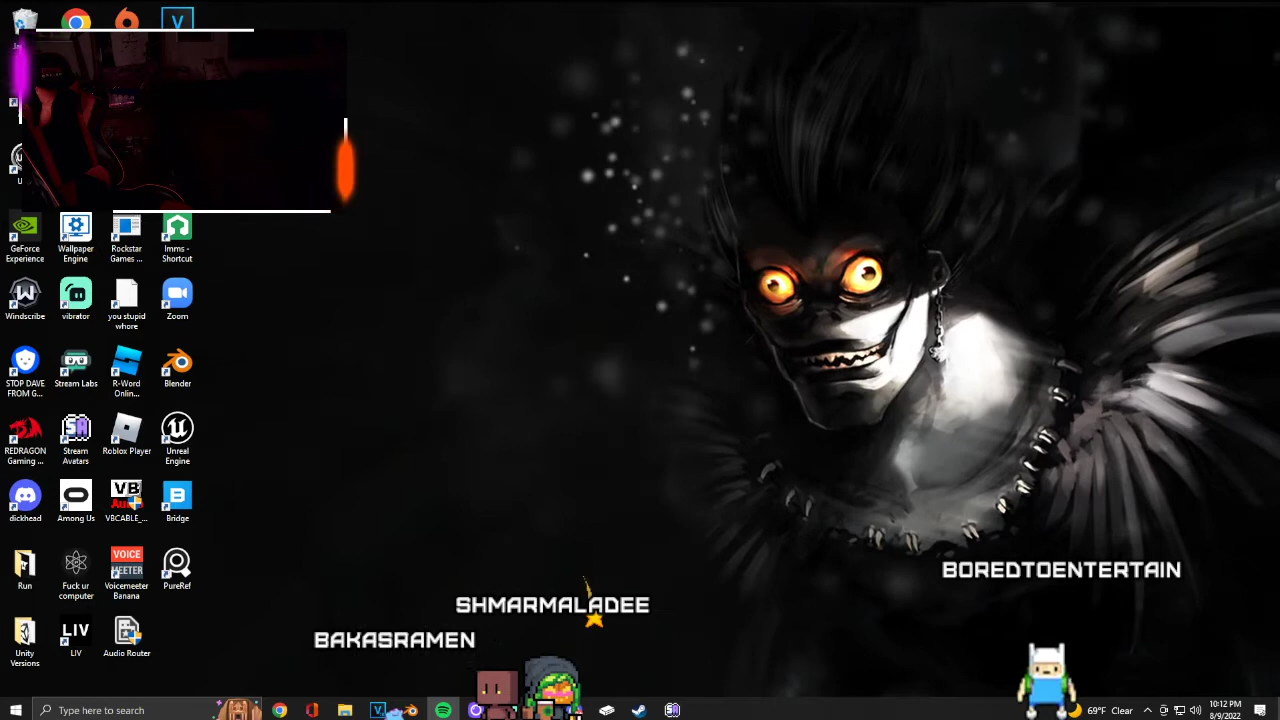 GeForce
Experience
Wallpaper
Engine
Rockstar
Games ...
lmms -
Shortcut
Windscribe
vibrator
you stupid
whore
Zoom
STOP DAVE
FROM G...
Stream Labs
R-Word
Onlin...
Blender
REDRAGON
Gaming ...
Stream
Avatars
Roblox Player
Unreal
Engine
dickhead
Among Us
VB
VBCABLE_...
Bridge
Run
Fuck ur
computer
VOICE
MEETER
Voicemeeter
Banana
PureRef
Unity
Versions
LIV
LIV
Audio Router
BAKASRAMEN
SHMARMALADEE
BOREDTOENTERTAIN
Type here to search
69°F Clear
10:12 PM
8/9/2022